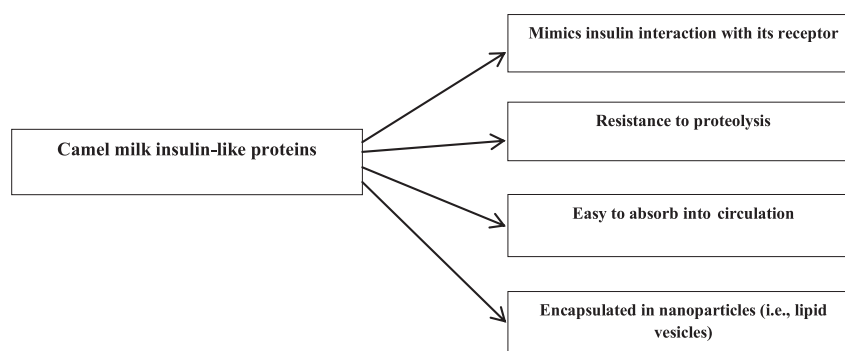 Mimics insulin interaction with its receptor
Resistance to proteolysis
Camel milk insulin-like proteins
Easy to absorb into circulation
Encapsulated in nanoparticles (i.e., lipid
vesicles)